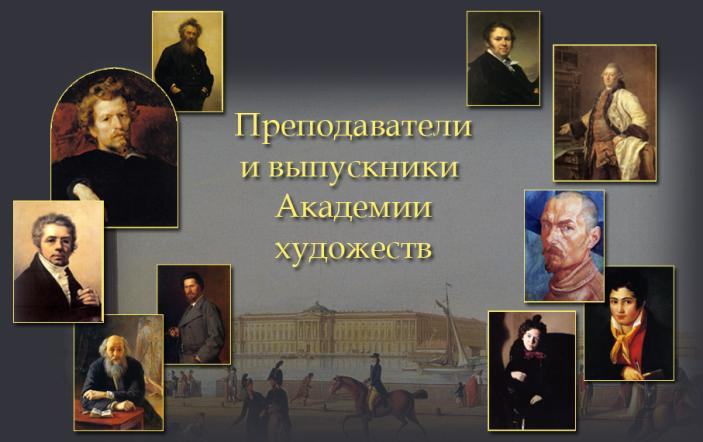 Преподаватели
и выпускники
Академии
художеств